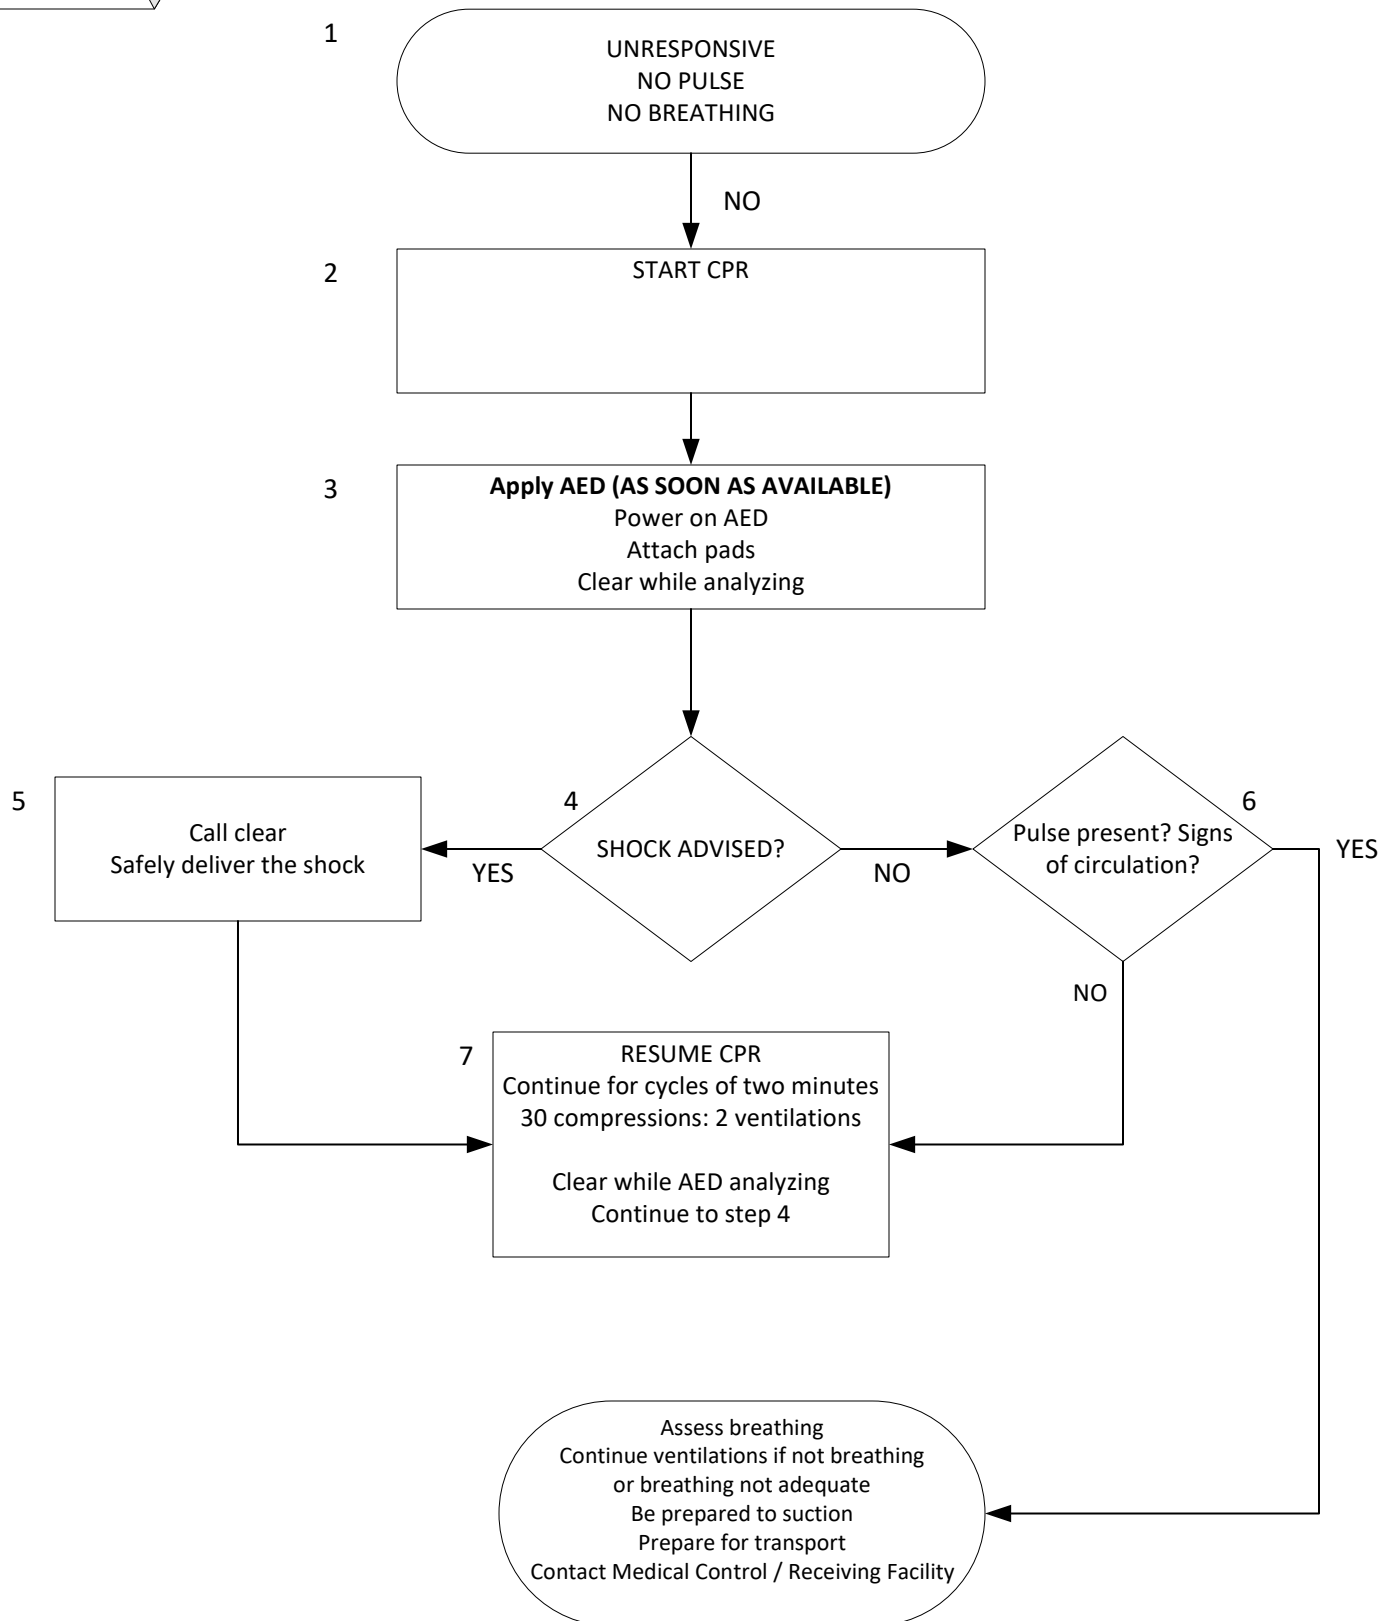 1
UNRESPONSIVE
NO PULSE
NO BREATHING
NO
2
START CPR
3
Apply AED (AS SOON AS AVAILABLE)
Power on AED
Attach pads
Clear while analyzing
5
Call clear
Safely deliver the shock
YES
4
SHOCK ADVISED?
NO
6
Pulse present? Signs
of circulation?
YES
NO
7
RESUME CPR
Continue for cycles of two minutes
30 compressions: 2 ventilations
Clear while AED analyzing
Continue to step 4
Assess breathing
Continue ventilations if not breathing
or breathing not adequate
Be prepared to suction
Prepare for transport
Contact Medical Control / Receiving Facility